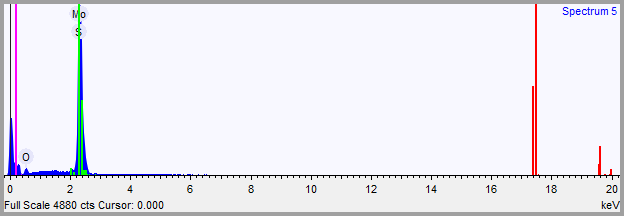 Spectrum 5
Mo
S
O
0 2 4 6 8 10 12 14 16 18 20
Full Scale 4880 cts Cursor: 0.000 keV